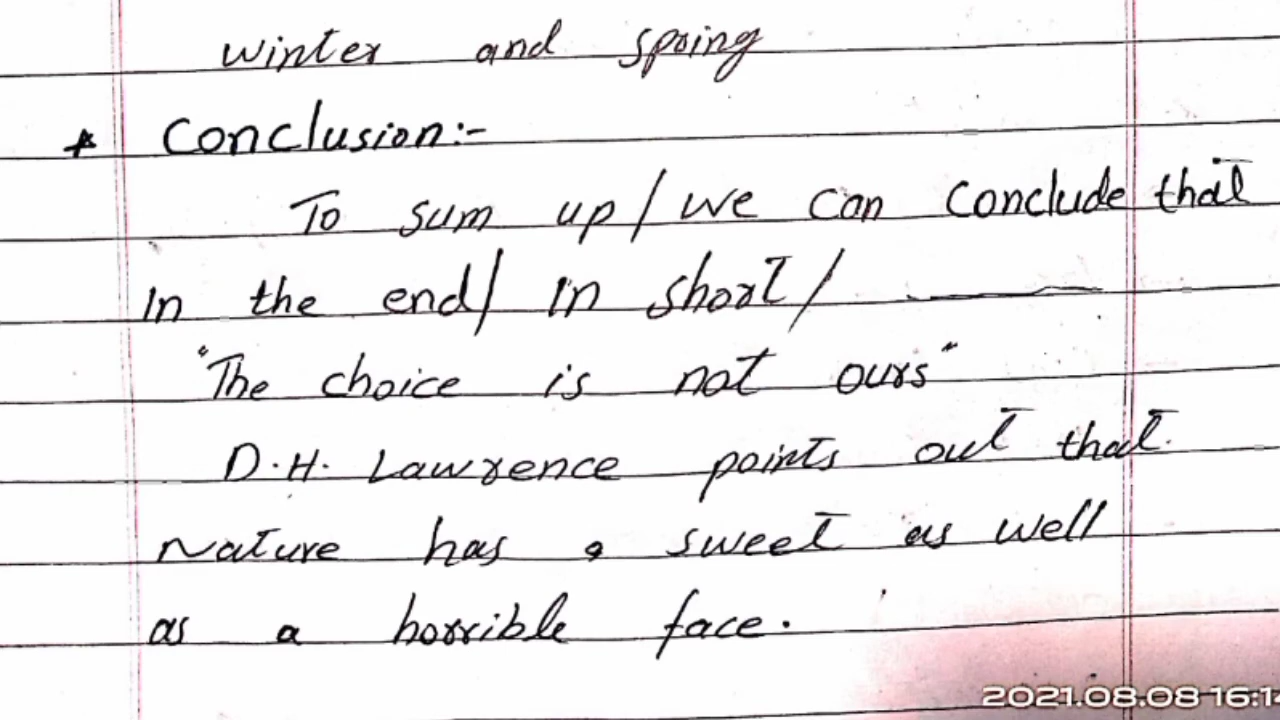 winter and spring
* Conclusion:-
To sum up/ we can conclude that
in the end/ in short/ ______
"The choice is not ours"
D.H. Lawrence points out that
Nature has a sweet as well
as a horrible face.
2021.08.08 16:1